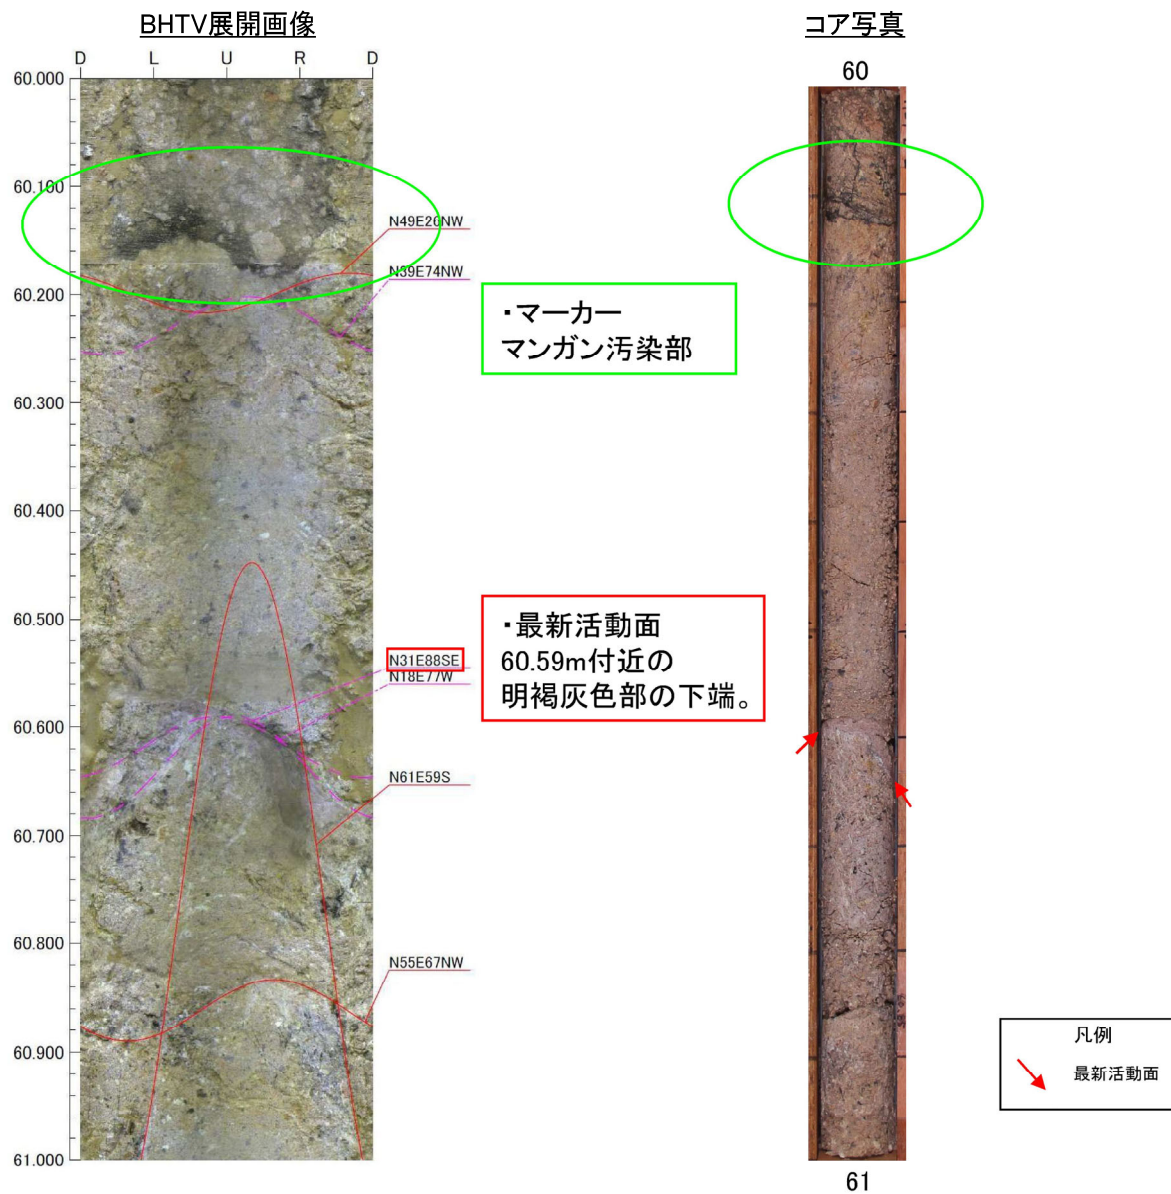 BHTV展開画像
コア写真
D L U R D
60
60.000
60.100
60.200
60.300
60.400
60.500
60.600
60.700
60.800
60.900
61.000
N49E26NW
N39E74NW
・マーカー
マンガン汚染部
・最新活動面
60.59m付近の
明褐灰色部の下端。
N31E88SE
N18E77W
N61E59S
N55E67NW
凡例
最新活動面
61